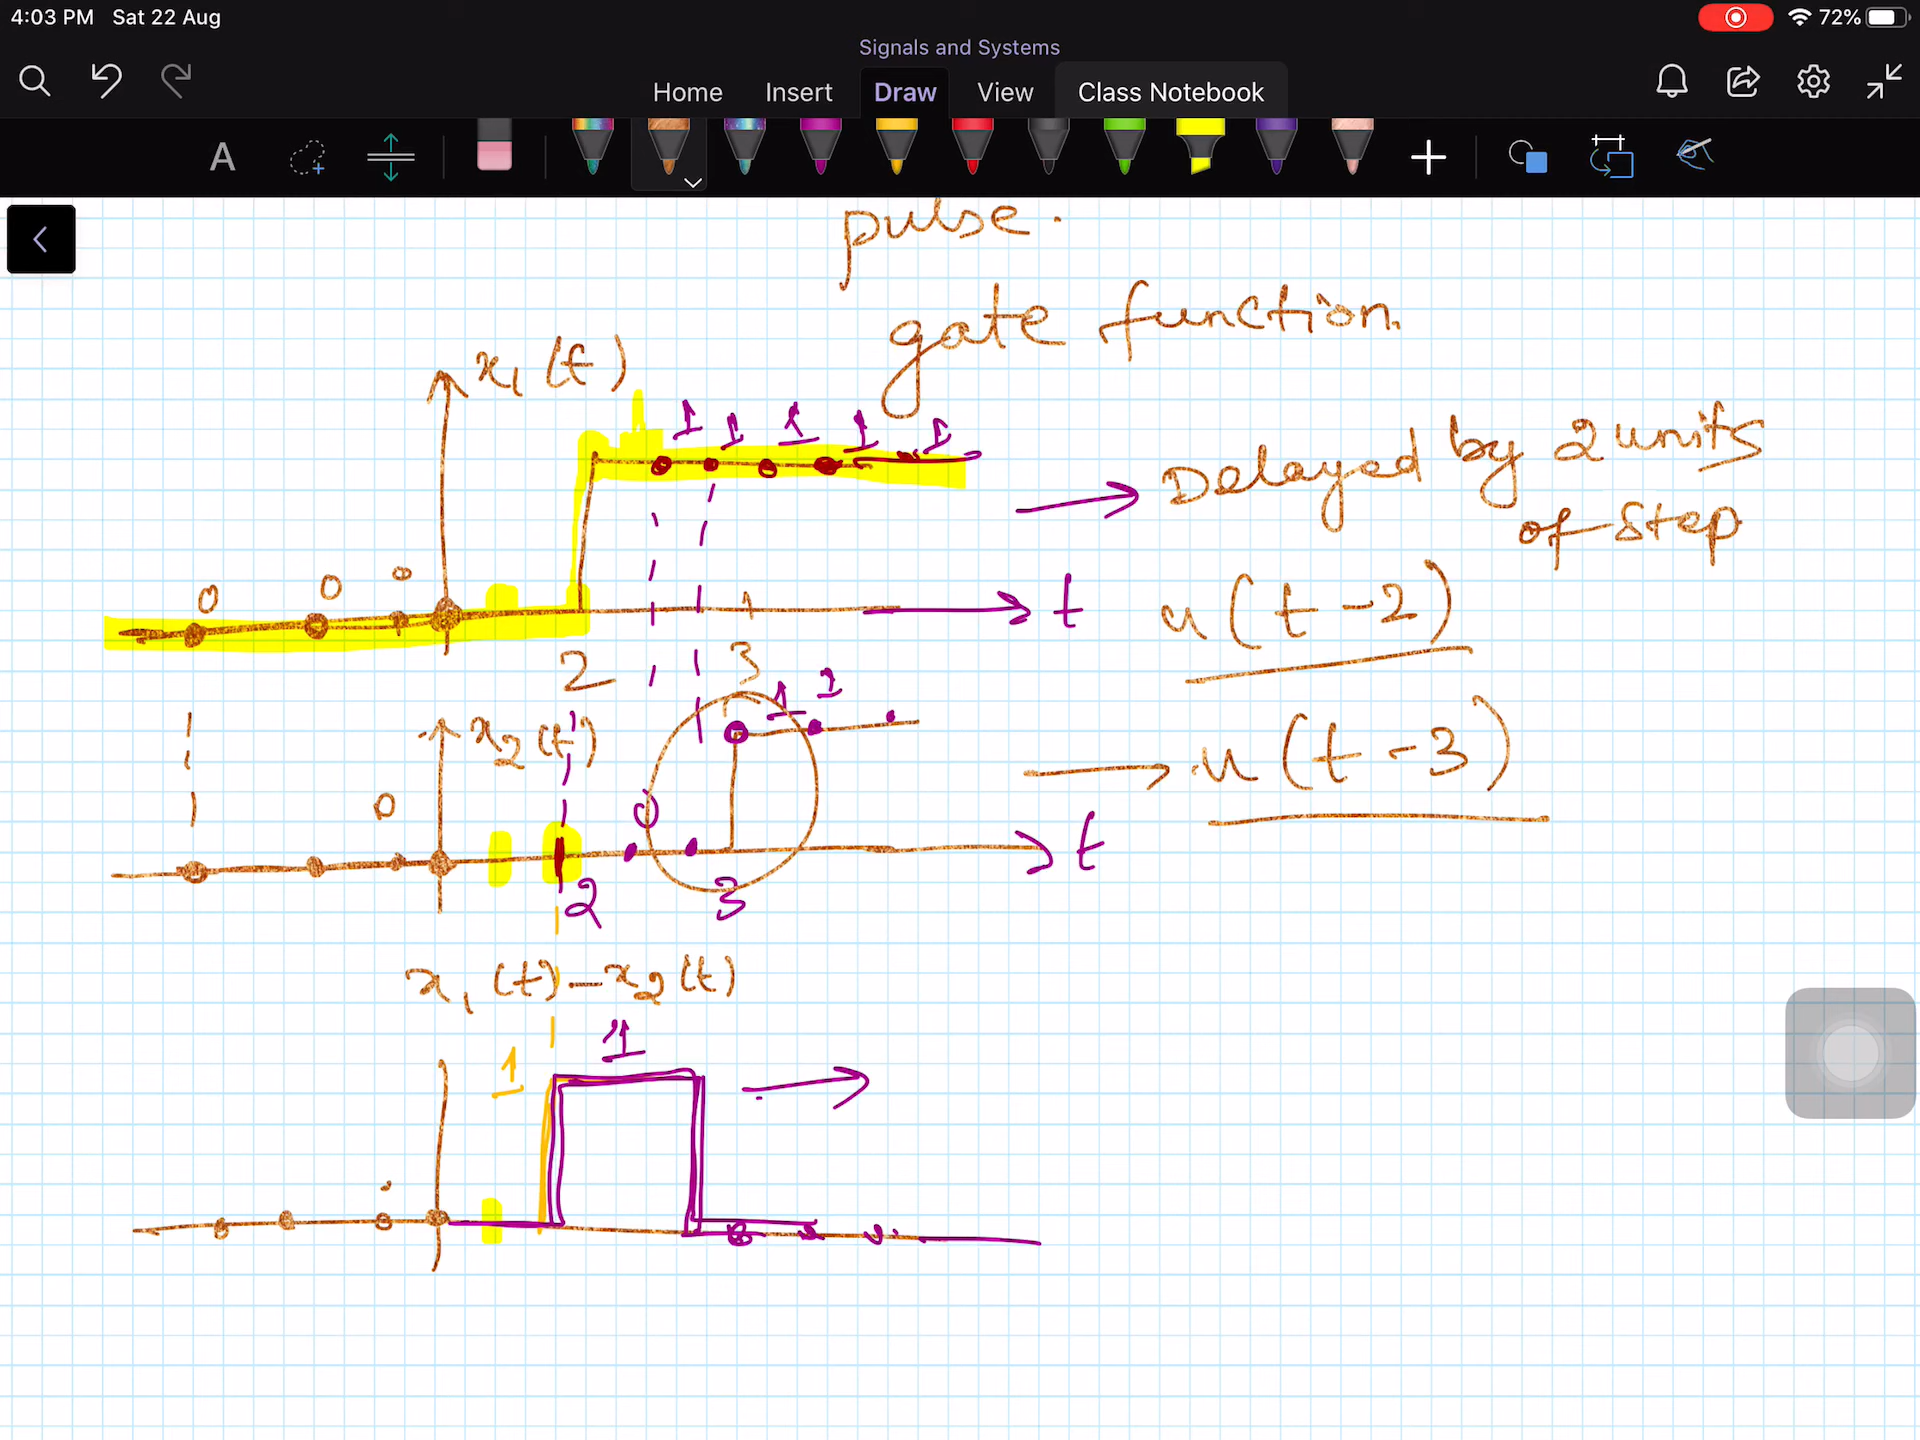 4:03 PM Sat 22 Aug 72%
Signals and Systems
Home Insert Draw View Class Notebook
A
pulse.
gate function.
x1 (t)
1 1 1 1 1
Delayed by 2 units
of step
0 0 0
t
u(t-2)
2 3
1 1
x2 (t)
u(t-3)
0 0
t
2 3
x1 (t) - x2 (t)
1
1